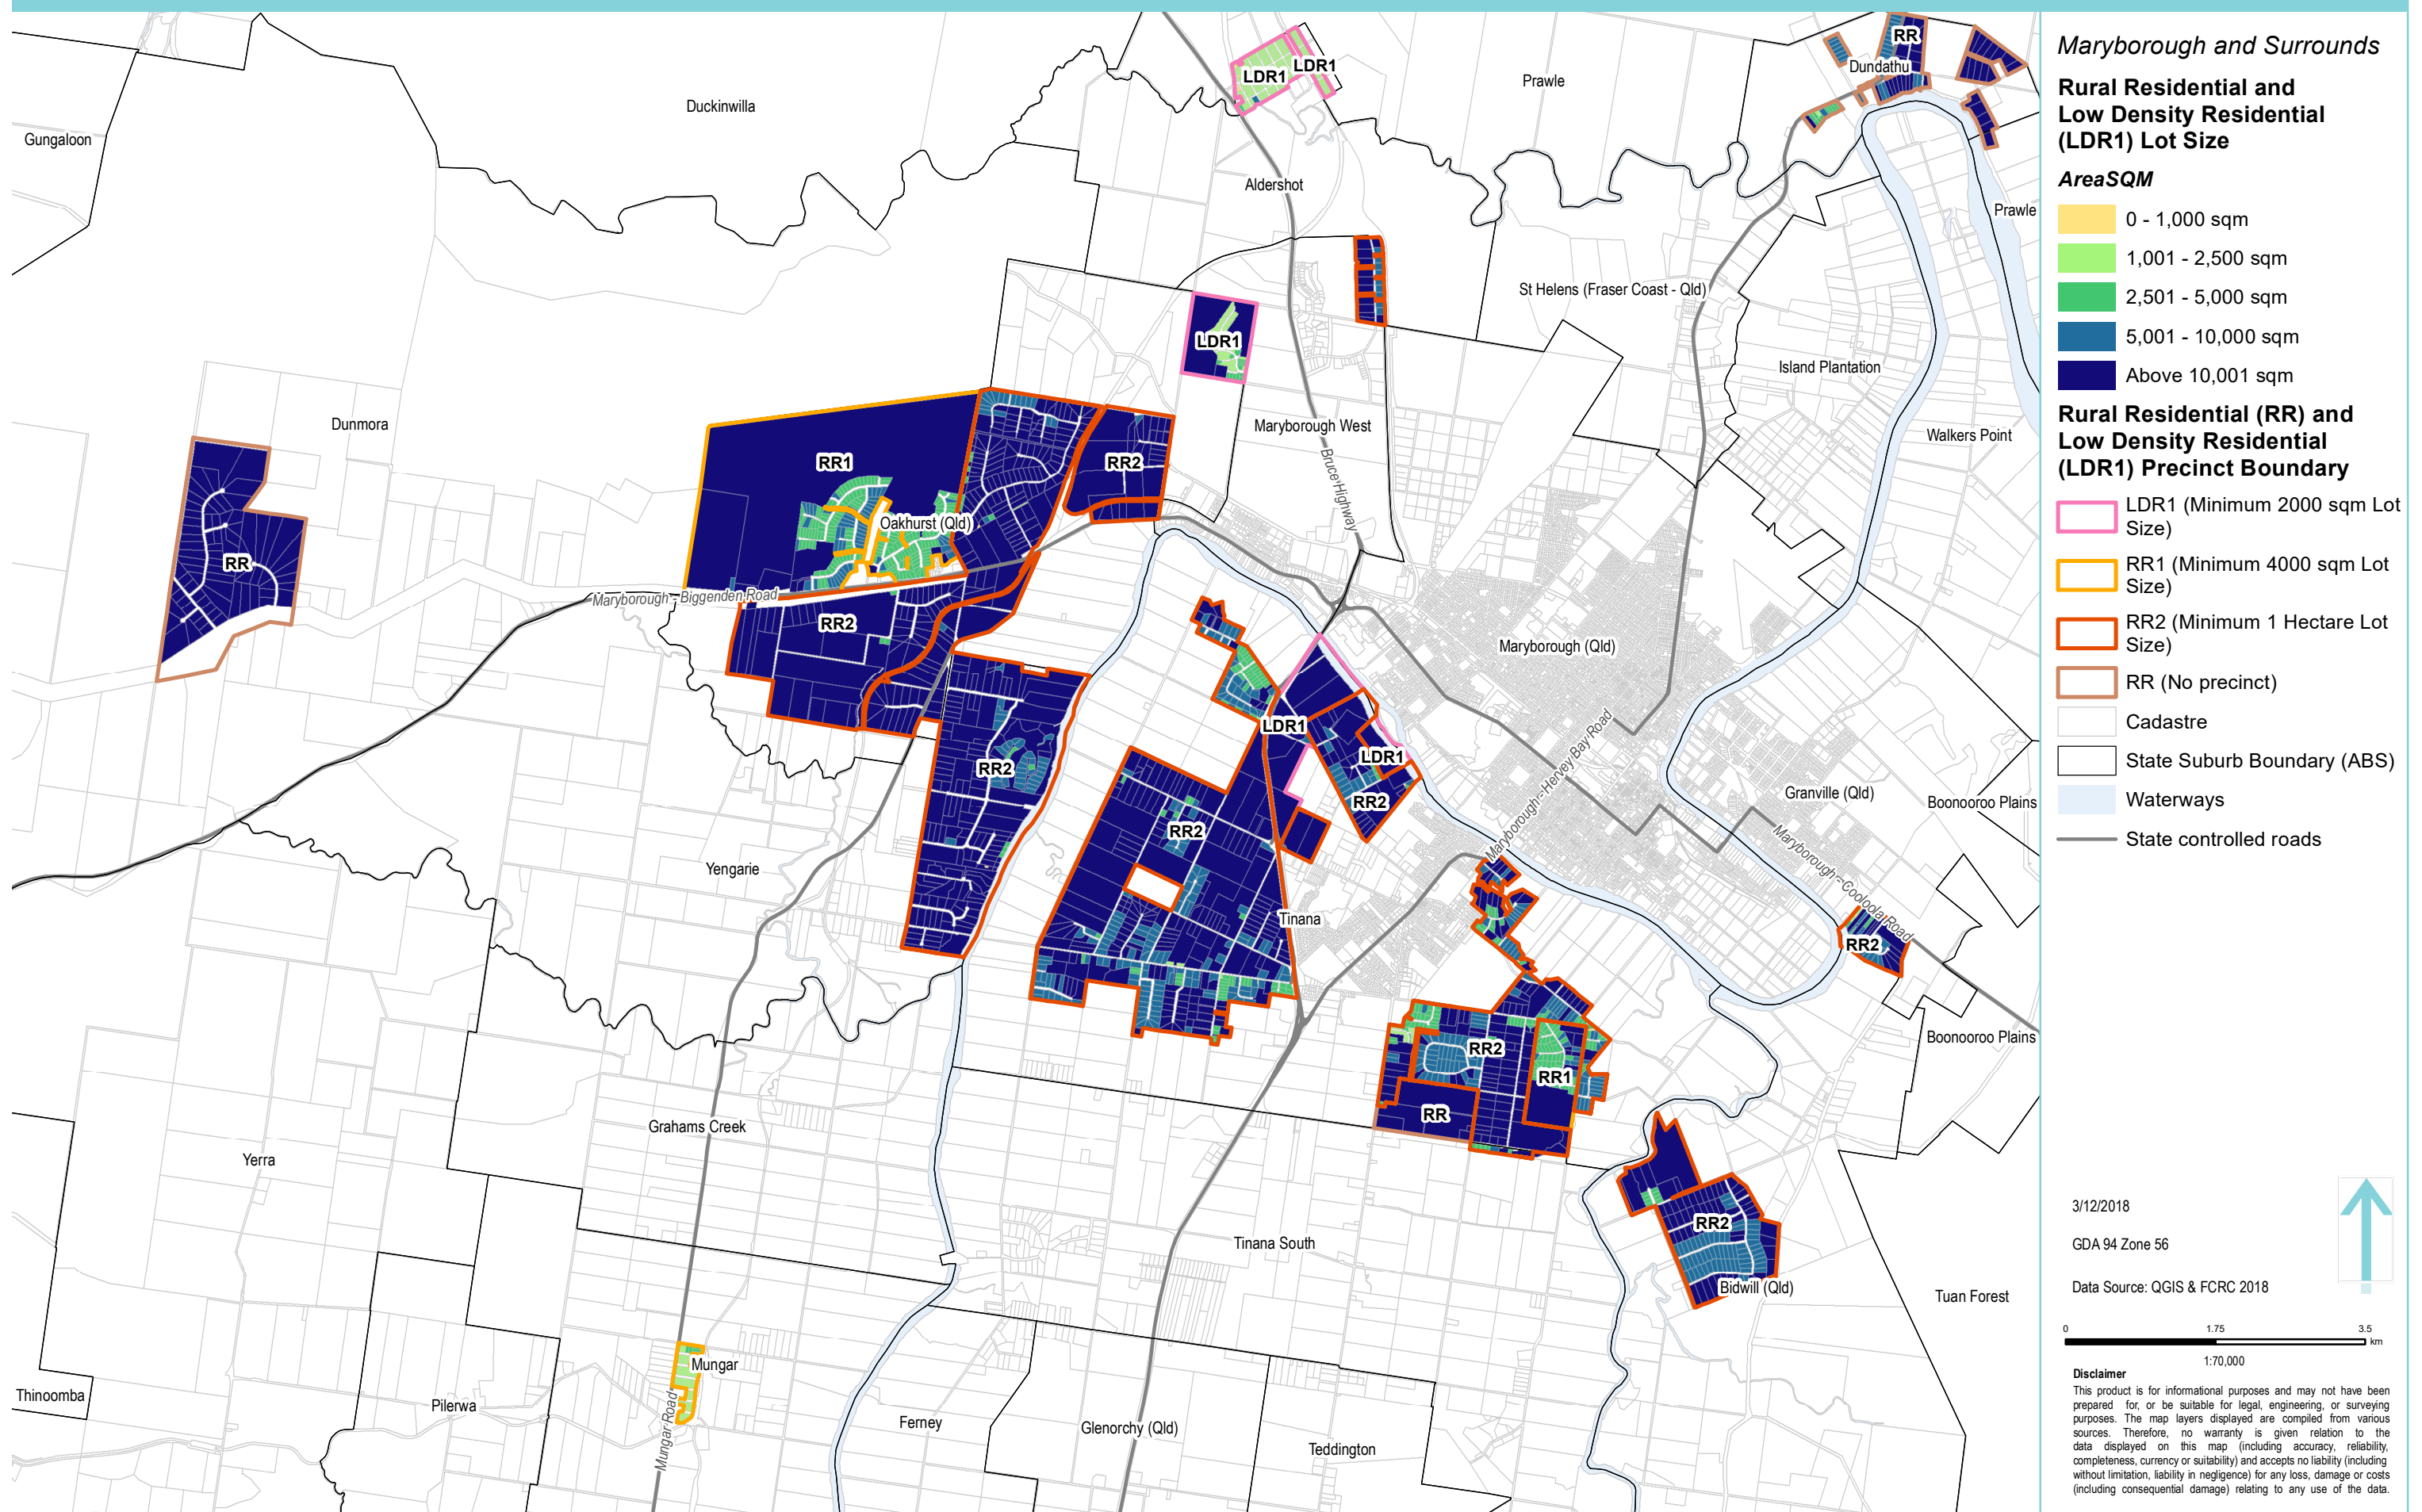 Maryborough and Surrounds
Rural Residential and
Low Density Residential
(LDR1) Lot Size
AreaSQM
0 - 1,000 sqm
1,001 - 2,500 sqm
2,501 - 5,000 sqm
5,001 - 10,000 sqm
Above 10,001 sqm
Rural Residential (RR) and
Low Density Residential
(LDR1) Precinct Boundary
LDR1 (Minimum 2000 sqm Lot
Size)
RR1 (Minimum 4000 sqm Lot
Size)
RR2 (Minimum 1 Hectare Lot
Size)
RR (No precinct)
Cadastre
State Suburb Boundary (ABS)
Waterways
State controlled roads
3/12/2018
GDA 94 Zone 56
Data Source: QGIS & FCRC 2018
0 1.75 3.5
km
1:70,000
Disclaimer
This product is for informational purposes and may not have been
prepared for, or be suitable for legal, engineering, or surveying
purposes. The map layers displayed are compiled from various
sources. Therefore, no warranty is given relation to the
data displayed on this map (including accuracy, reliability,
completeness, currency or suitability) and accepts no liability (including
without limitation, liability in negligence) for any loss, damage or costs
(including consequential damage) relating to any use of the data.
RR
LDR1
LDR1
Dundathu
Prawle
Duckinwilla
Gungaloon
Aldershot
Prawle
St Helens (Fraser Coast - Qld)
LDR1
Island Plantation
Dunmora
Maryborough West
Walkers Point
RR1
RR2
Bruce Highway
Oakhurst (Qld)
RR
Maryborough - Biggenden Road
RR2
Maryborough (Qld)
LDR1
LDR1
RR2
Maryborough - Hervey Bay Road
Granville (Qld)
Boonooroo Plains
RR2
RR2
Maryborough - Cooloola Road
Yengarie
Tinana
RR2
Boonooroo Plains
RR2
RR1
RR
Grahams Creek
Yerra
RR2
Tinana South
Bidwill (Qld)
Tuan Forest
Mungar
Thinoomba
Pilerwa
Mungar Road
Ferney
Glenorchy (Qld)
Teddington